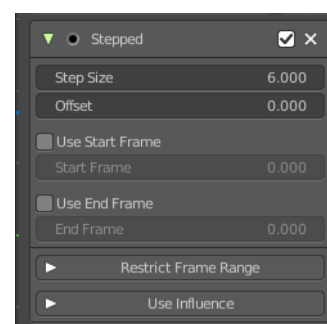 Stepped
Step Size 6.000
Offset 0.000
Use Start Frame
Start Frame 0.000
Use End Frame
End Frame 0.000
Restrict Frame Range
Use Influence